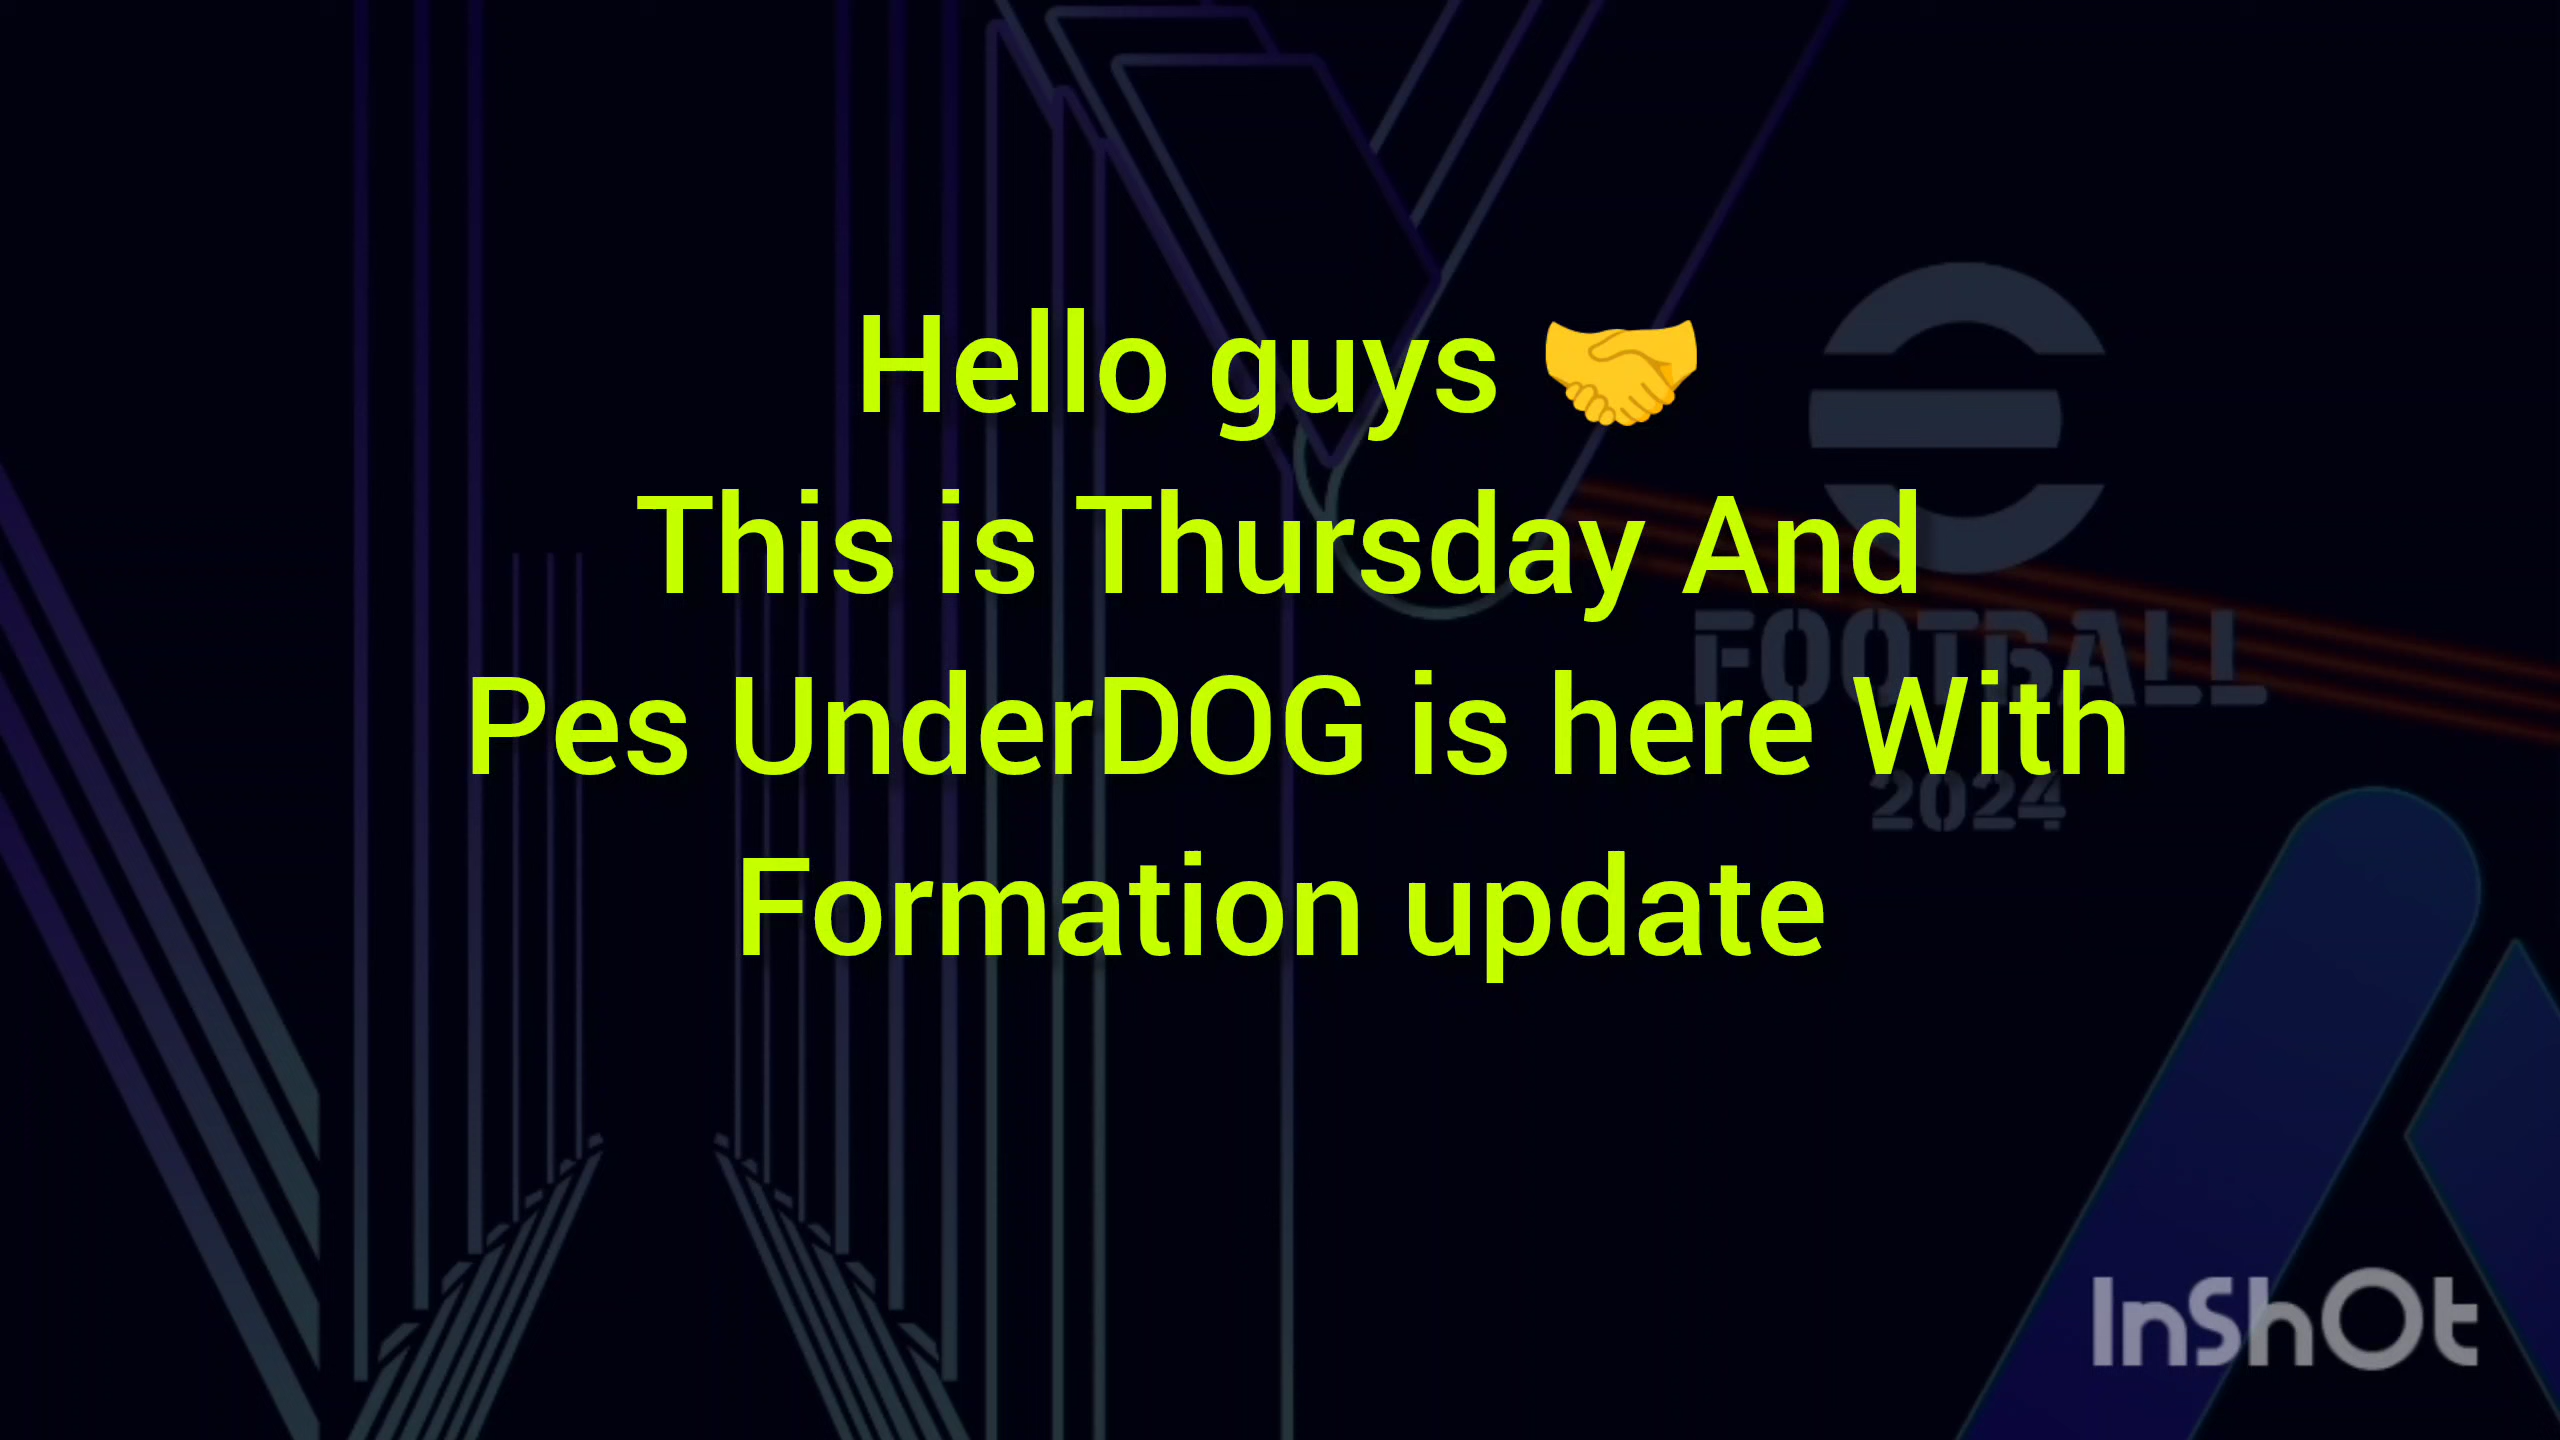 Hello guys 🤝
This is Thursday And
Pes UnderDOG is here With
Formation update
FOOTBALL
2024
InShOt